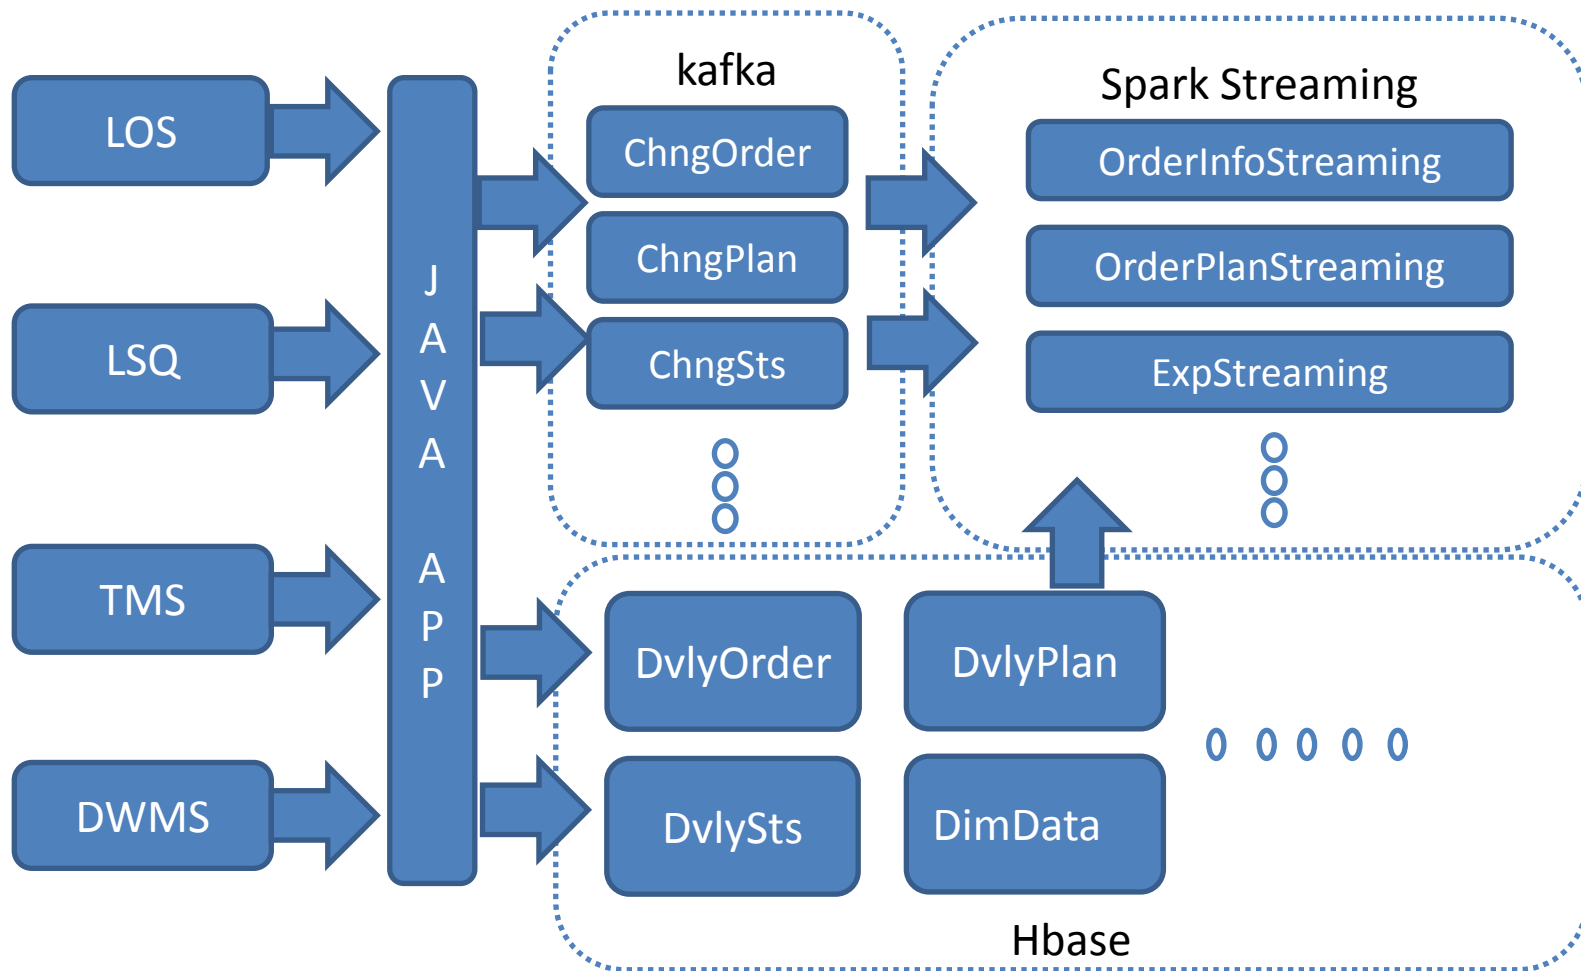 LOS
LSQ
TMS
DWMS
J
A
V
A
A
P
P
kafka
ChngOrder
ChngPlan
ChngSts
Spark Streaming
OrderInfoStreaming
OrderPlanStreaming
ExpStreaming
DvlyOrder
DvlyPlan
DvlySts
DimData
Hbase